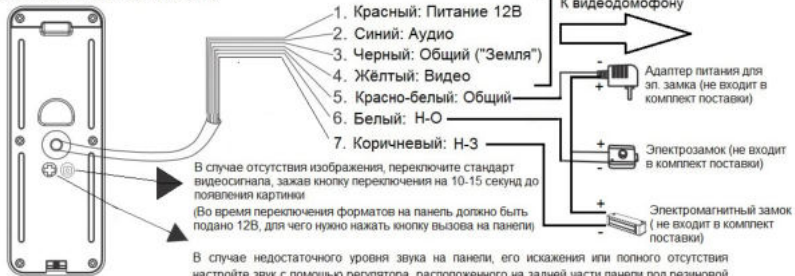 К видеодомофону
1. Красный: Питание 12В
2. Синий: Аудио
3. Черный: Общий ("Земля")
4. Жёлтый: Видео
5. Красно-белый: Общий
6. Белый: Н-О
7. Коричневый: Н-З
-
+
Адаптер питания для
эл. замка (не входит в
комплект поставки)
Электрозамок (не входит
в комплект поставки)
+
-
Электромагнитный замок
( не входит в комплект
поставки)
В случае отсутствия изображения, переключите стандарт
видеосигнала, зажав кнопку переключения на 10-15 секунд до
появления картинки
(Во время переключения форматов на панель должно быть
подано 12В, для чего нужно нажать кнопку вызова на панели)
В случае недостаточного уровня звука на панели, его искажения или полного отсутствия
настройте звук с помощью регулятора, расположенного на задней части панели под резиновой